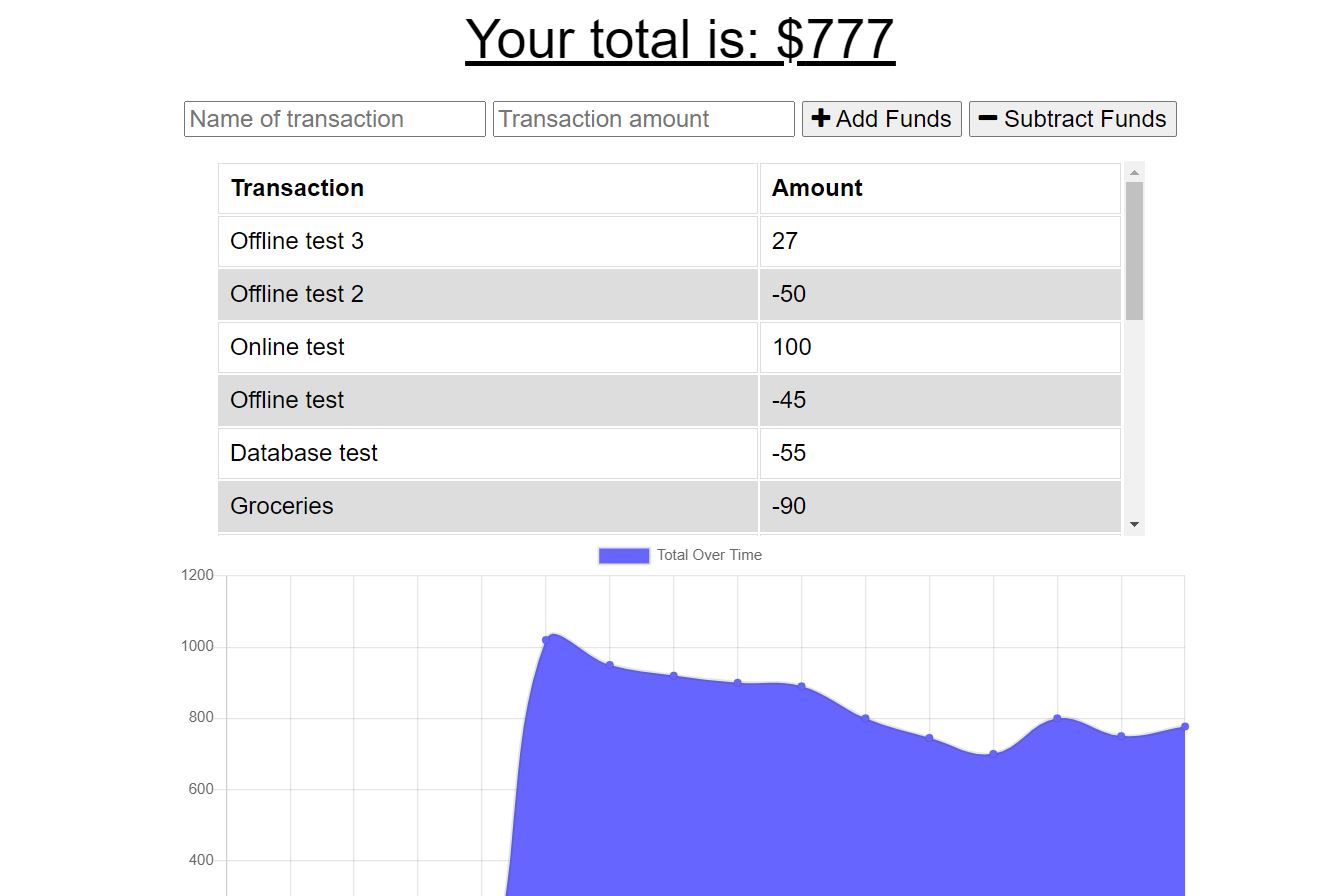 Your total is: $777
Name of transaction Transaction amount Add Funds Subtract Funds
Transaction Amount
Offline test 3 27
Offline test 2 -50
Online test 100
Offline test -45
Database test -55
Groceries -90
Total Over Time
1200
1000
800
600
400